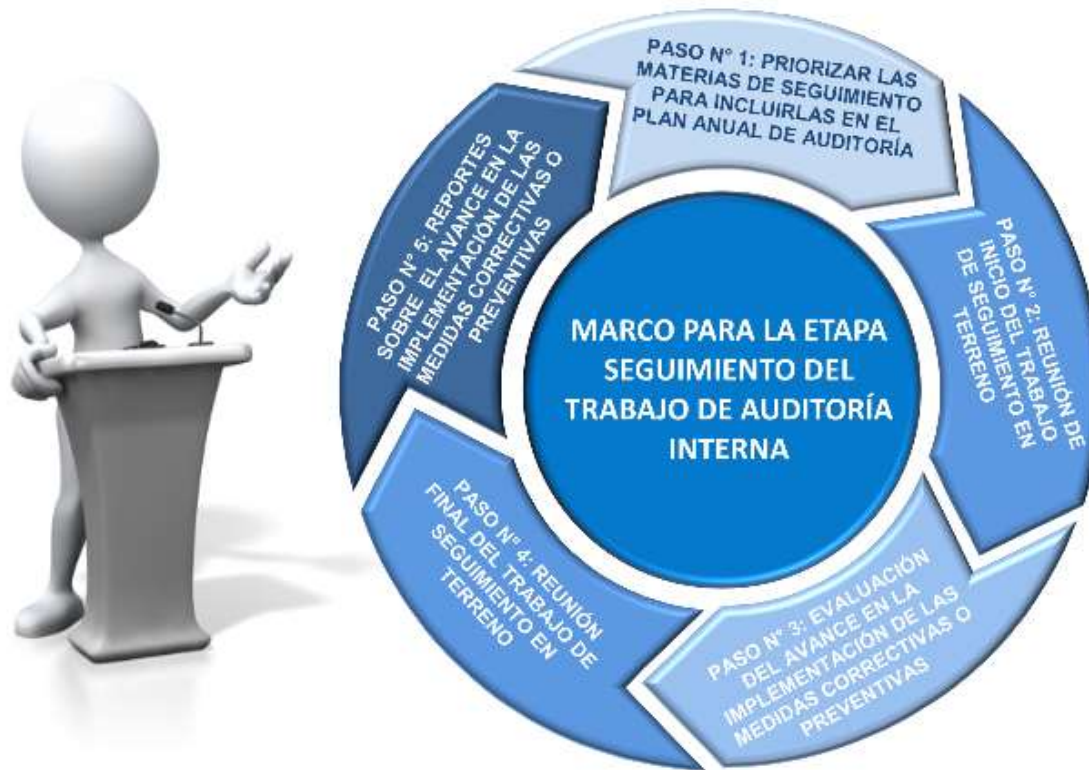 PASO N° 1: PRIORIZAR LAS
MATERIAS DE SEGUIMIENTO
PARA INCLUIRLAS EN EL
PLAN ANUAL DE AUDITORÍA
PASO N° 2: REUNIÓN DE
INICIO DEL TRABAJO
DE SEGUIMIENTO EN
TERRENO
PASO N° 3: EVALUACIÓN
DEL AVANCE EN LA
IMPLEMENTACIÓN DE LAS
MEDIDAS CORRECTIVAS O
PREVENTIVAS
PASO N° 4: REUNIÓN
FINAL DEL TRABAJO DE
SEGUIMIENTO EN
TERRENO
PASO N° 5: REPORTES
SOBRE EL AVANCE EN LA
IMPLEMENTACIÓN DE LAS
MEDIDAS CORRECTIVAS O
PREVENTIVAS
MARCO PARA LA ETAPA
SEGUIMIENTO DEL
TRABAJO DE AUDITORÍA
INTERNA